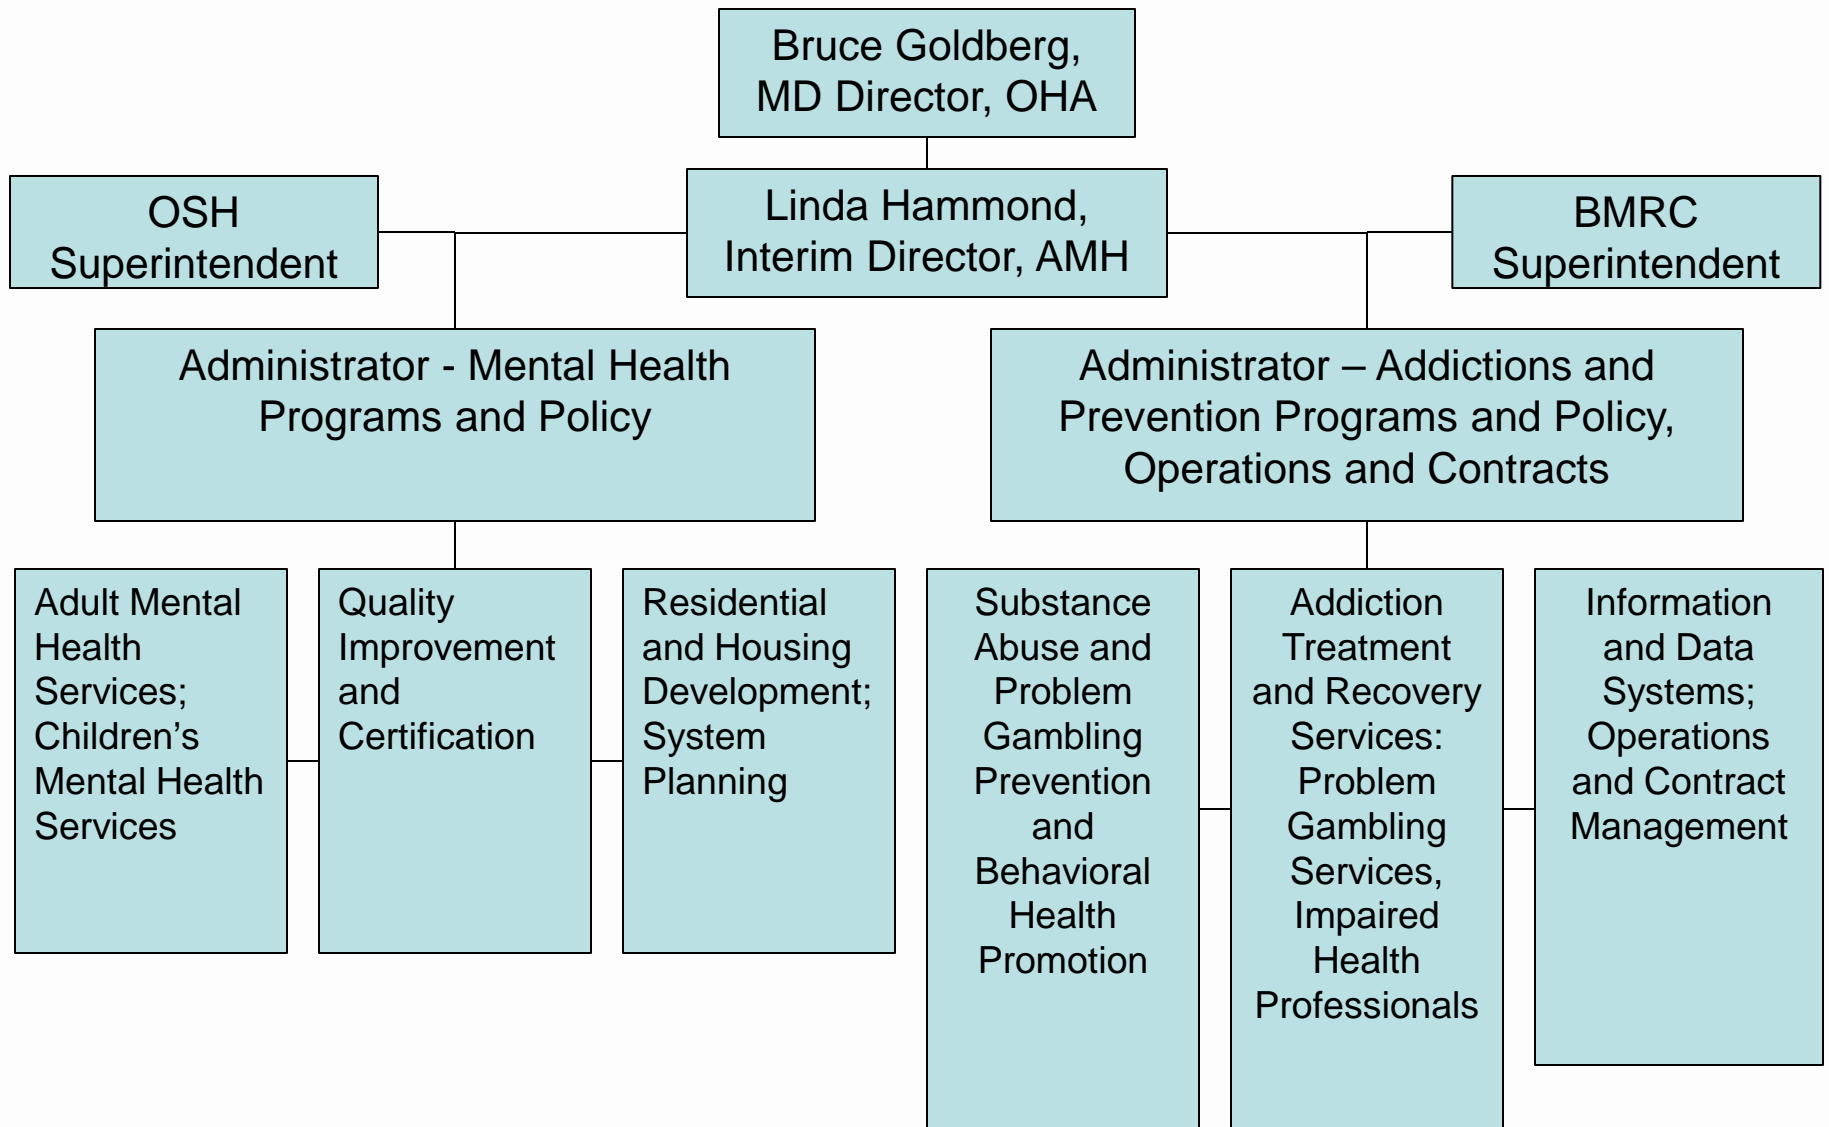 Bruce Goldberg,
MD Director, OHA
OSH
Superintendent
Linda Hammond,
Interim Director, AMH
BMRC
Superintendent
Administrator - Mental Health
Programs and Policy
Administrator – Addictions and
Prevention Programs and Policy,
Operations and Contracts
Adult Mental
Health
Services;
Children’s
Mental Health
Services
Quality
Improvement
and
Certification
Residential
and Housing
Development;
System
Planning
Substance
Abuse and
Problem
Gambling
Prevention
and
Behavioral
Health
Promotion
Addiction
Treatment
and Recovery
Services:
Problem
Gambling
Services,
Impaired
Health
Professionals
Information
and Data
Systems;
Operations
and Contract
Management